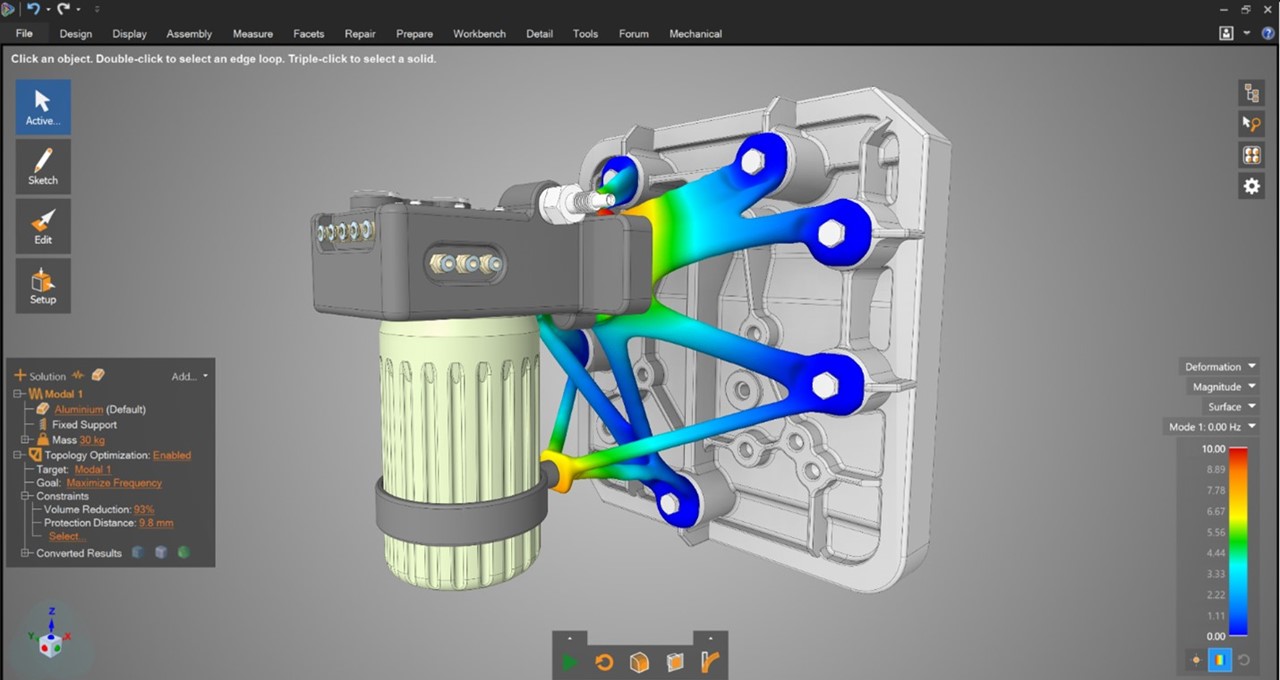 File Design Display Assembly Measure Facets Repair Prepare Workbench Detail Tools Forum Mechanical
Click an object. Double-click to select an edge loop. Triple-click to select a solid.
Active...
Sketch
Edit
Setup
Solution Add...
Modal 1
Aluminium (Default)
Fixed Support
Mass 30 kg
Topology Optimization: Enabled
Target: Modal 1
Goal: Maximize Frequency
Constraints
Volume Reduction: 93%
Protection Distance: 9.8 mm
Select...
Converted Results
Z
Y X
Deformation
Magnitude
Surface
Mode 1: 0.00 Hz
10.00
8.89
7.78
6.67
5.56
4.44
3.33
2.22
1.11
0.00